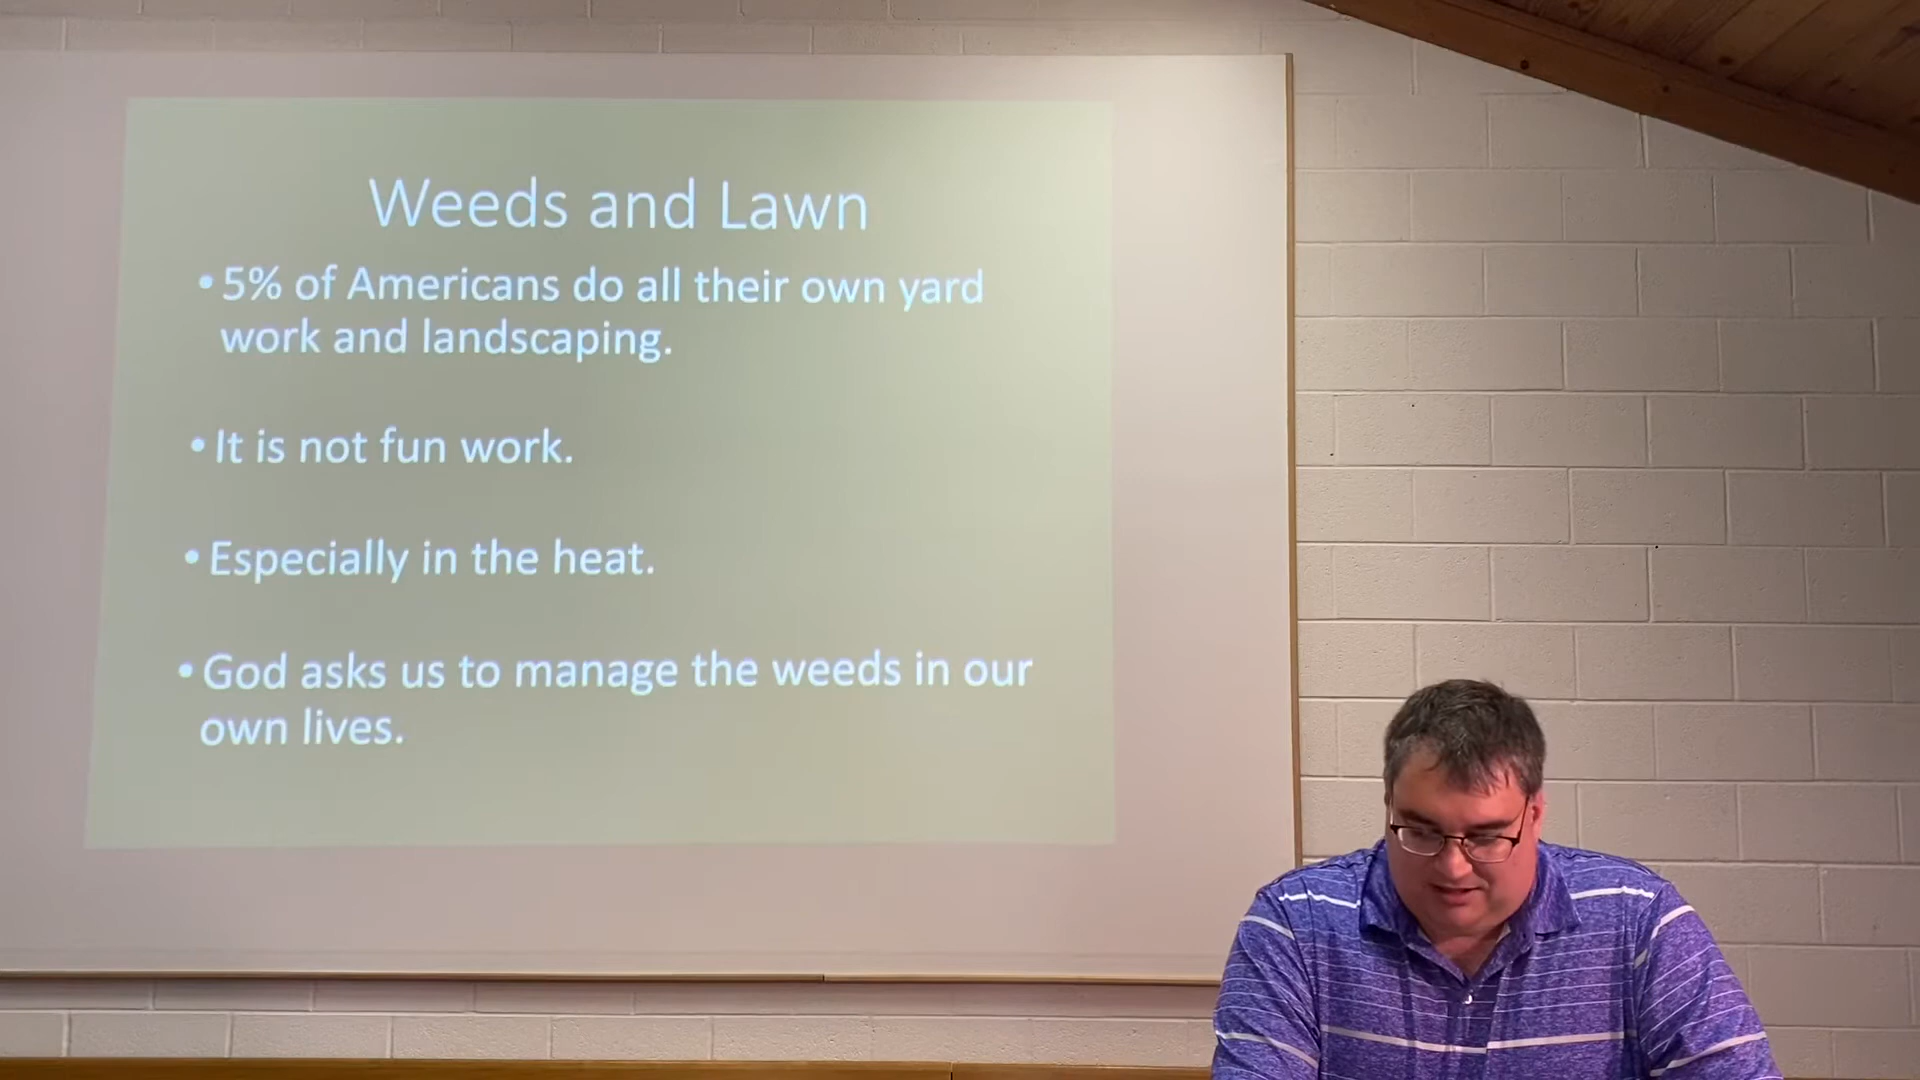 Weeds and Lawn
• 5% of Americans do all their own yard
work and landscaping.
• It is not fun work.
• Especially in the heat.
• God asks us to manage the weeds in our
own lives.